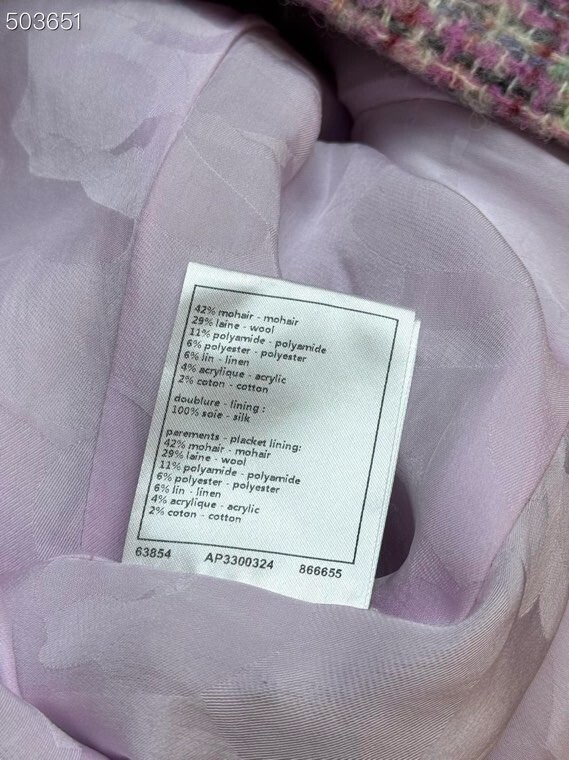 503651
42% mohair - mohair
29% laine - wool
11% polyamide - polyamide
6% polyester - polyester
6% lin - linen
4% acrylique - acrylic
2% coton - cotton
doublure - lining :
100% soie - silk
parements - placket lining:
42% mohair - mohair
29% laine - wool
11% polyamide - polyamide
6% polyester - polyester
6% lin - linen
4% acrylique - acrylic
2% coton - cotton
63854 AP3300324 866655